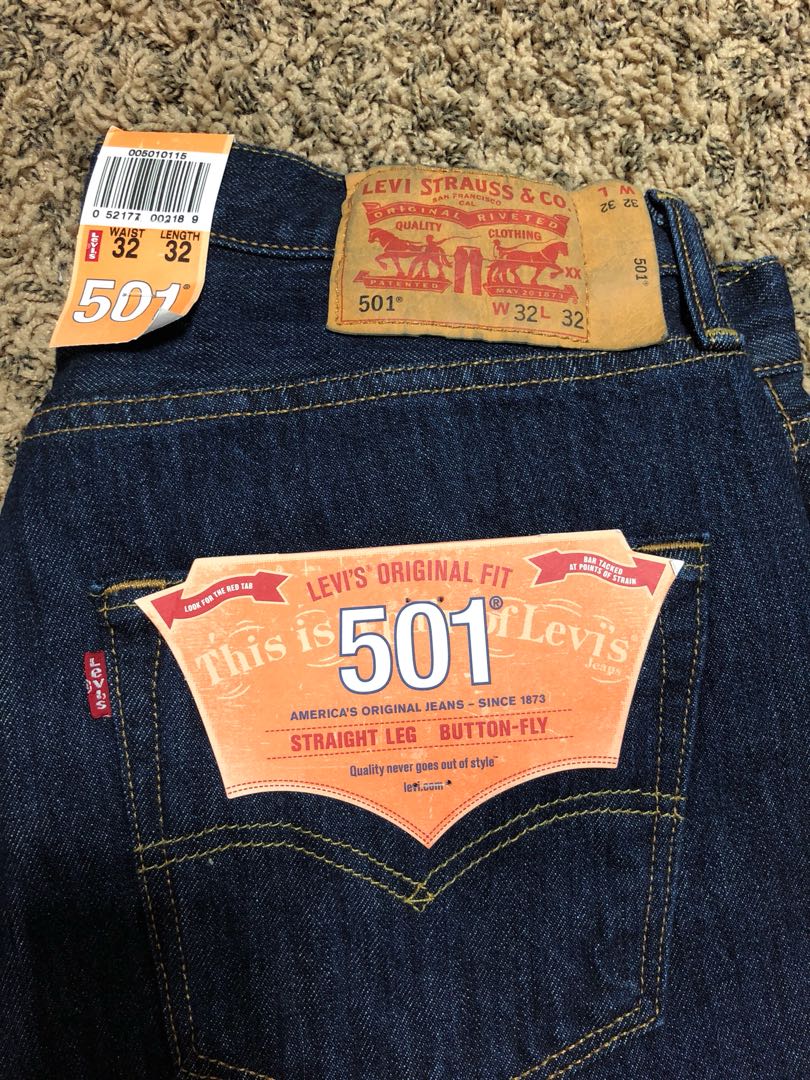 005010115
0 52177 00218 9
LEVI'S
WAIST LENGTH
32 32
501®
LEVI STRAUSS & CO.
SAN FRANCISCO
CAL
ORIGINAL RIVETED
QUALITY CLOTHING
XX
PATENTED MAY 20 1873
501® W 32 L 32
W L
32 32
501®
LEVI'S® ORIGINAL FIT
LOOK FOR THE RED TAB
BAR TACKED
AT POINTS OF STRAIN
501®
This is of Levi's®
Jeans
AMERICA'S ORIGINAL JEANS – SINCE 1873
STRAIGHT LEG BUTTON-FLY
Quality never goes out of style™
levi.com
LEVI'S
®